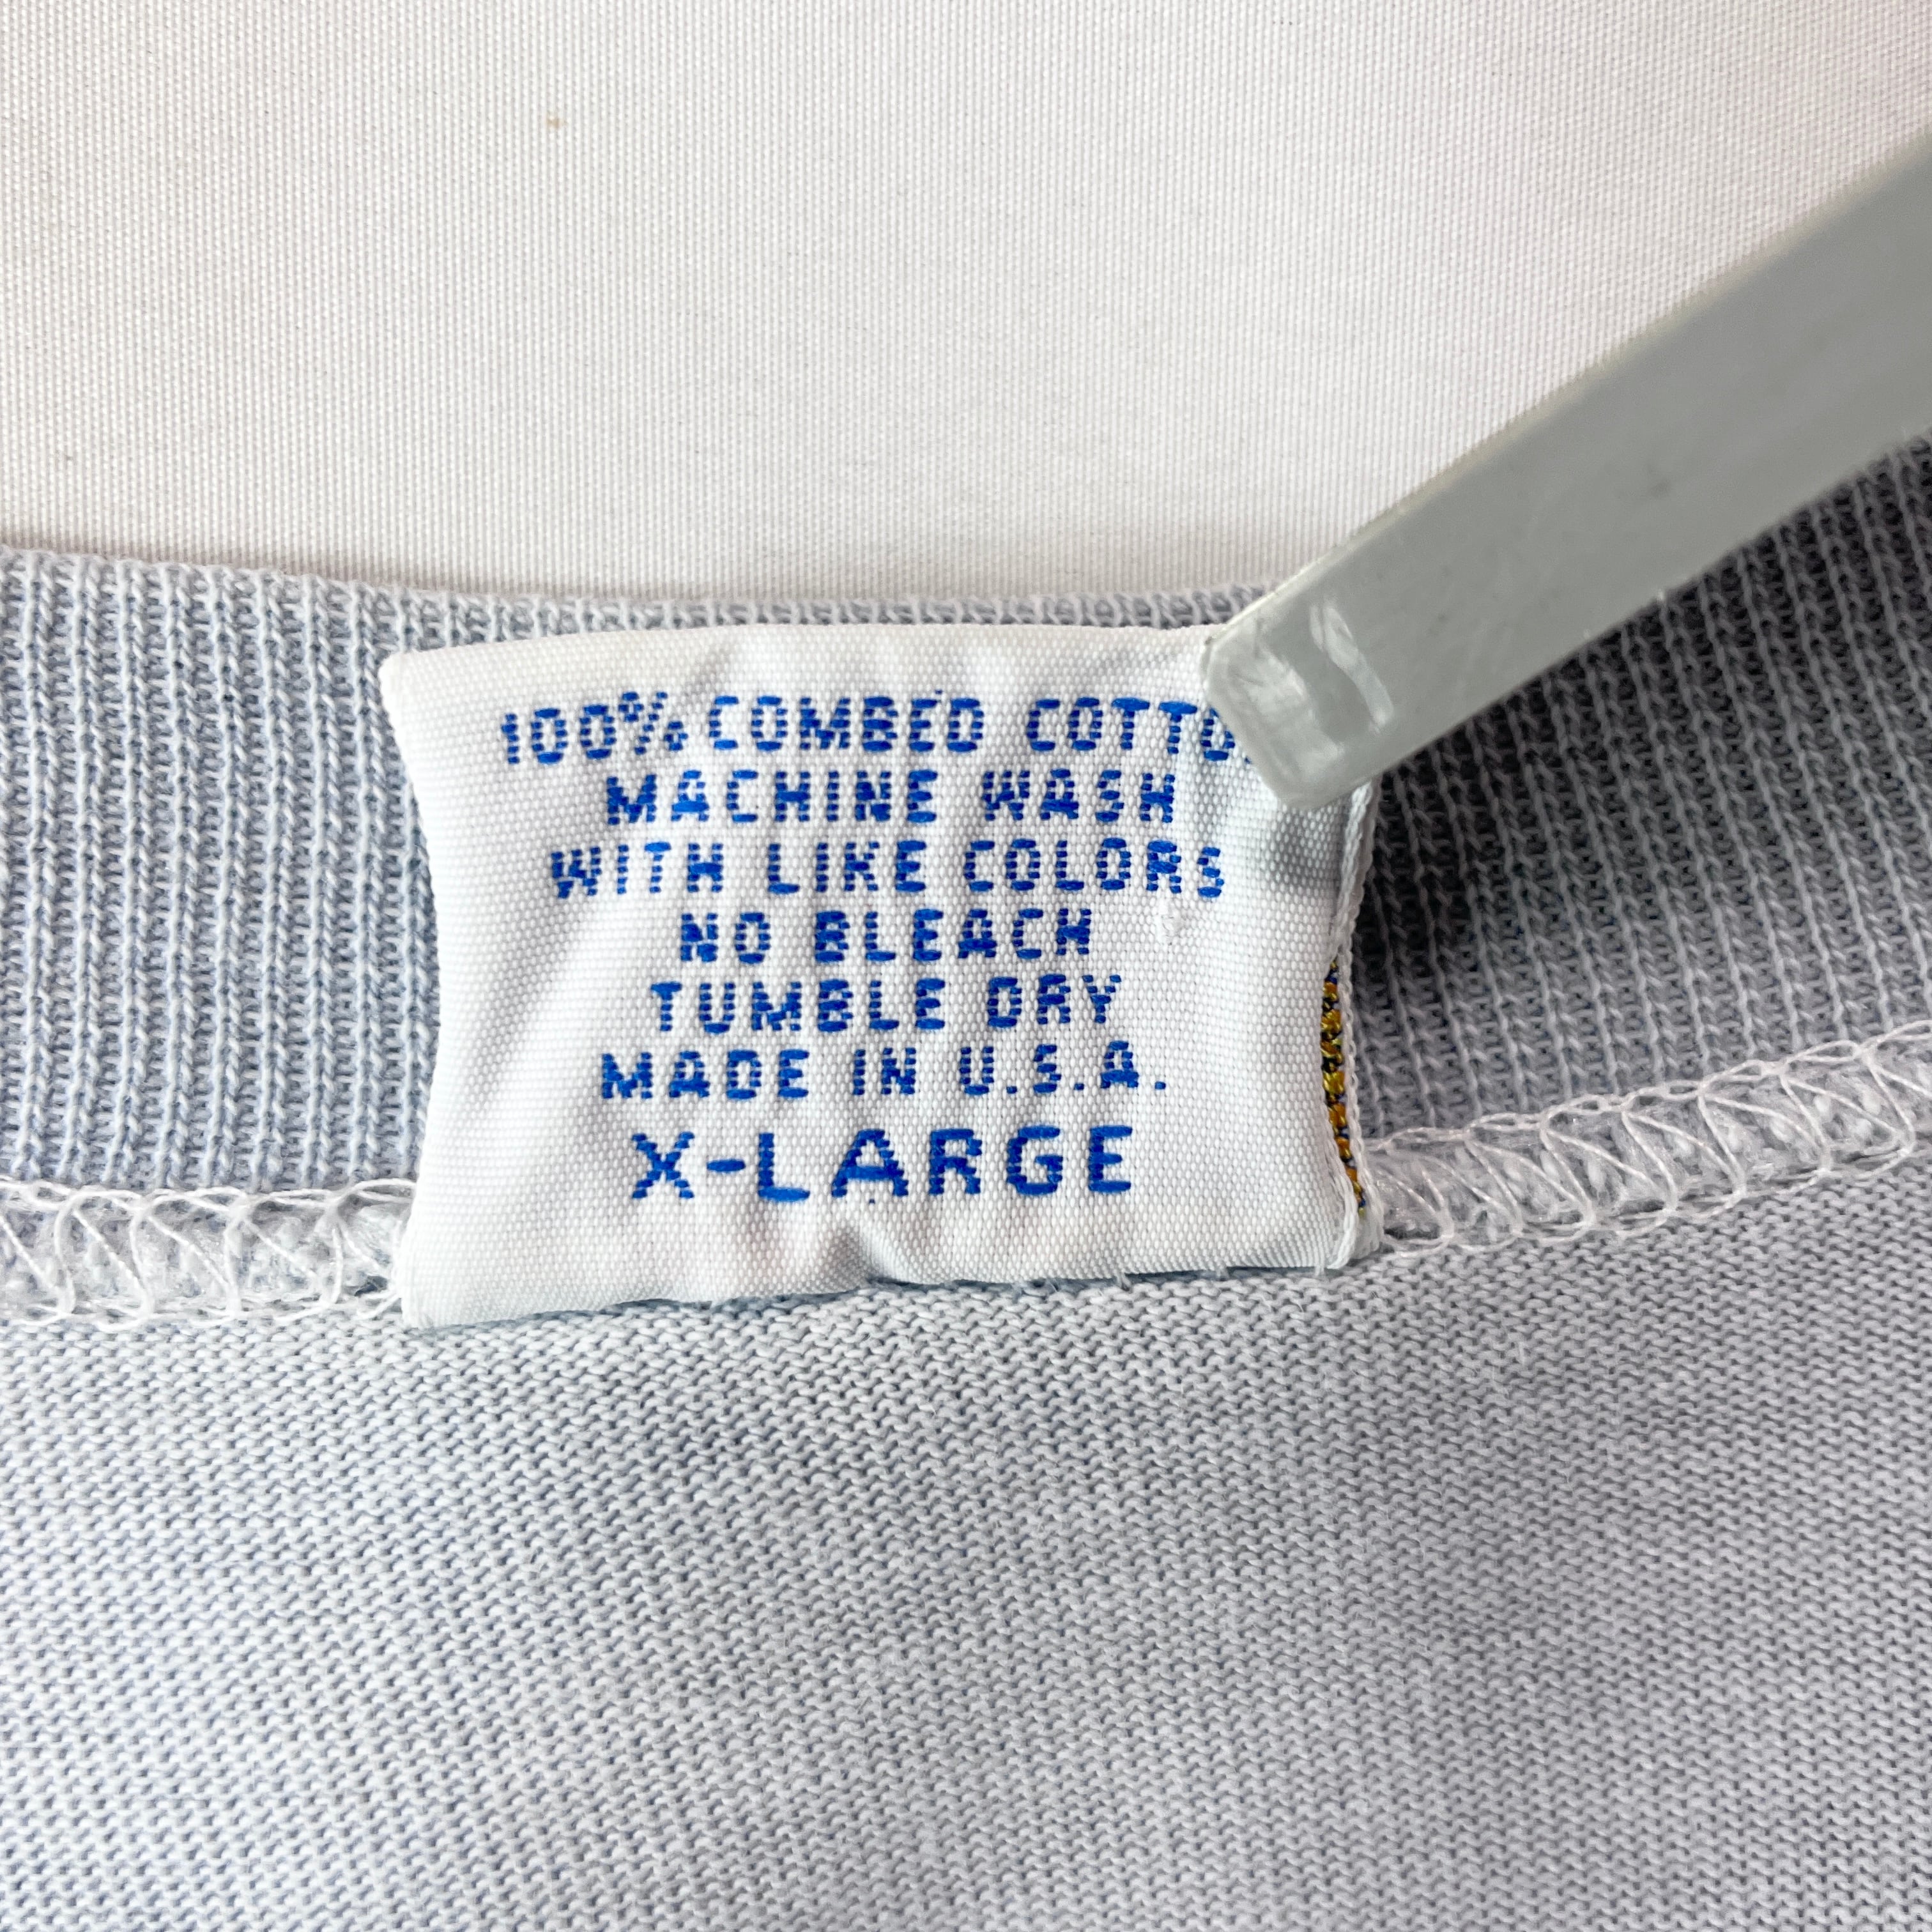 100% COMBED COTTO
MACHINE WASH
WITH LIKE COLORS
NO BLEACH
TUMBLE DRY
MADE IN U.S.A.
X-LARGE